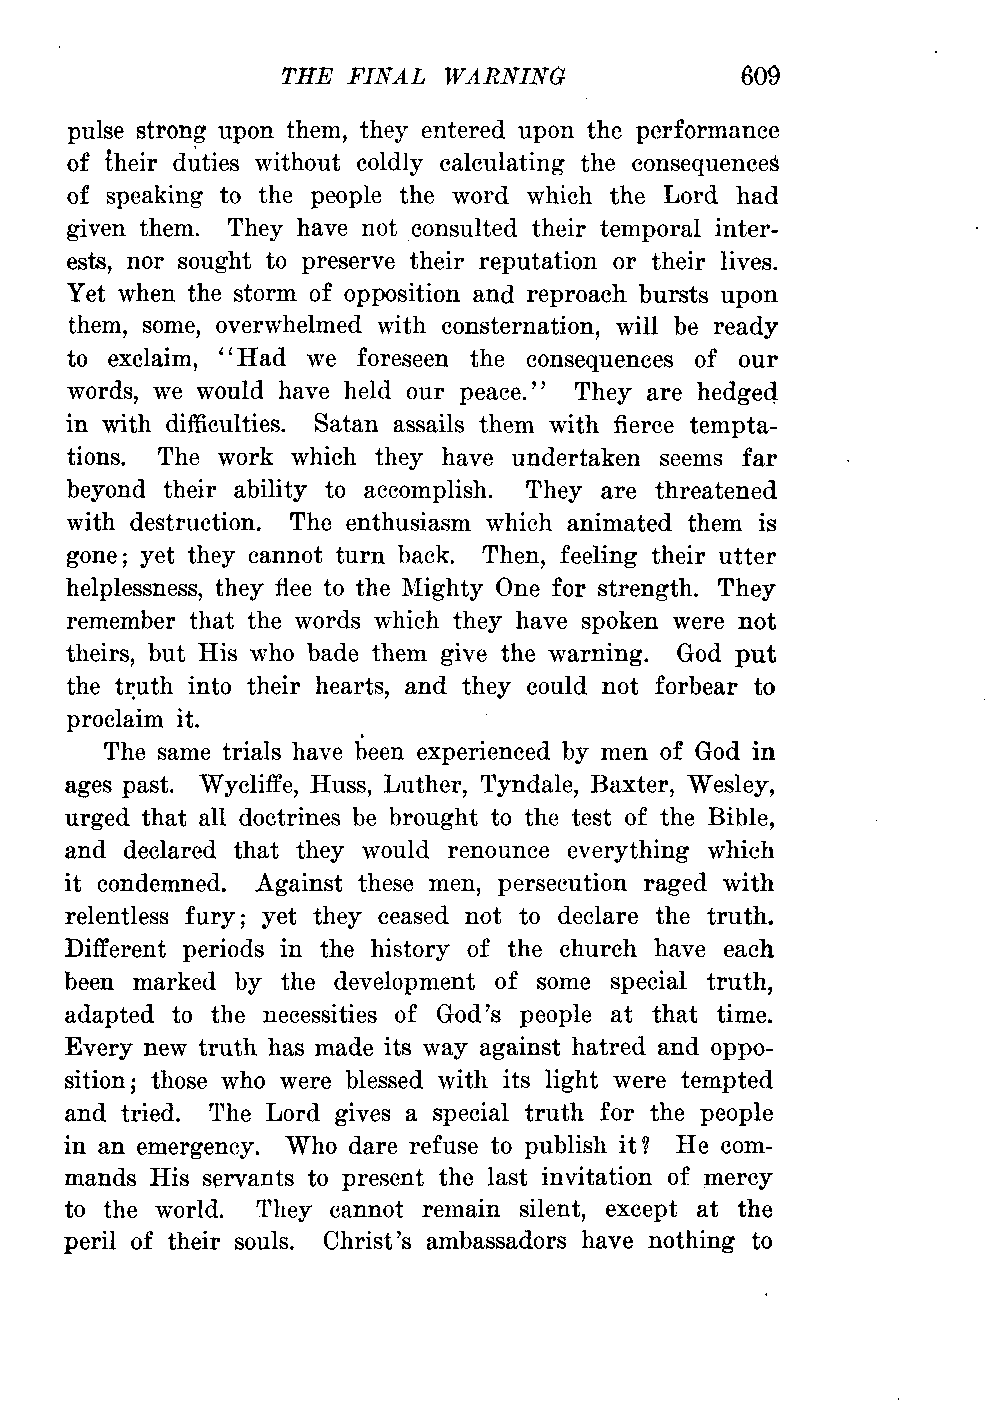 THE FINAL WARNING 609
pulse strong upon them, they entered upon the performance
of their duties without coldly calculating the consequences
of speaking to the people the word which the Lord had
given them. They have not consulted their temporal inter-
ests, nor sought to preserve their reputation or their lives.
Yet when the storm of opposition and reproach bursts upon
them, some, overwhelmed with consternation, will be ready
to exclaim, "Had we foreseen the consequences of our
words, we would have held our peace." They are hedged
in with difficulties. Satan assails them with fierce tempta-
tions. The work which they have undertaken seems far
beyond their ability to accomplish. They are threatened
with destruction. The enthusiasm which animated them is
gone; yet they cannot turn back. Then, feeling their utter
helplessness, they flee to the Mighty One for strength. They
remember that the words which they have spoken were not
theirs, but His who bade them give the warning. God put
the truth into their hearts, and they could not forbear to
proclaim it.
The same trials have been experienced by men of God in
ages past. Wycliffe, Huss, Luther, Tyndale, Baxter, Wesley,
urged that all doctrines be brought to the test of the Bible,
and declared that they would renounce everything which
it condemned. Against these men, persecution raged with
relentless fury; yet they ceased not to declare the truth.
Different periods in the history of the church have each
been marked by the development of some special truth,
adapted to the necessities of God's people at that time.
Every new truth has made its way against hatred and oppo-
sition; those who were blessed with its light were tempted
and tried. The Lord gives a special truth for the people
in an emergency. Who dare refuse to publish it? He com-
mands His servants to present the last invitation of mercy
to the world. They cannot remain silent, except at the
peril of their souls. Christ's ambassadors have nothing to